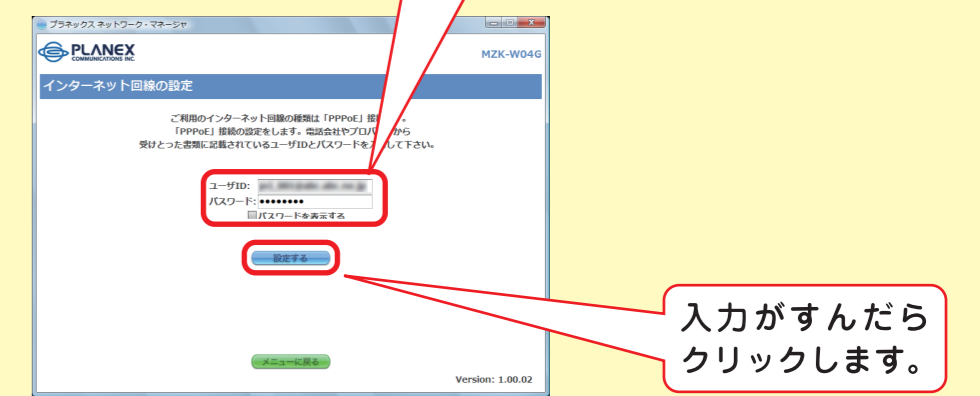 プラネックス ネットワーク・マネージャ
PLANEX
COMMUNICATIONS INC.
MZK-W04G
インターネット回線の設定
ご利用のインターネット回線の種類は「PPPoE」接
「PPPoE」接続の設定をします。電話会社やプロバ から
受けとった書類に記載されているユーザIDとパスワードを入 して下さい。
ユーザID:
パスワード: ●●●●●●●●
パスワードを表示する
設定する
入力がすんだら
クリックします。
メニューに戻る
Version: 1.00.02